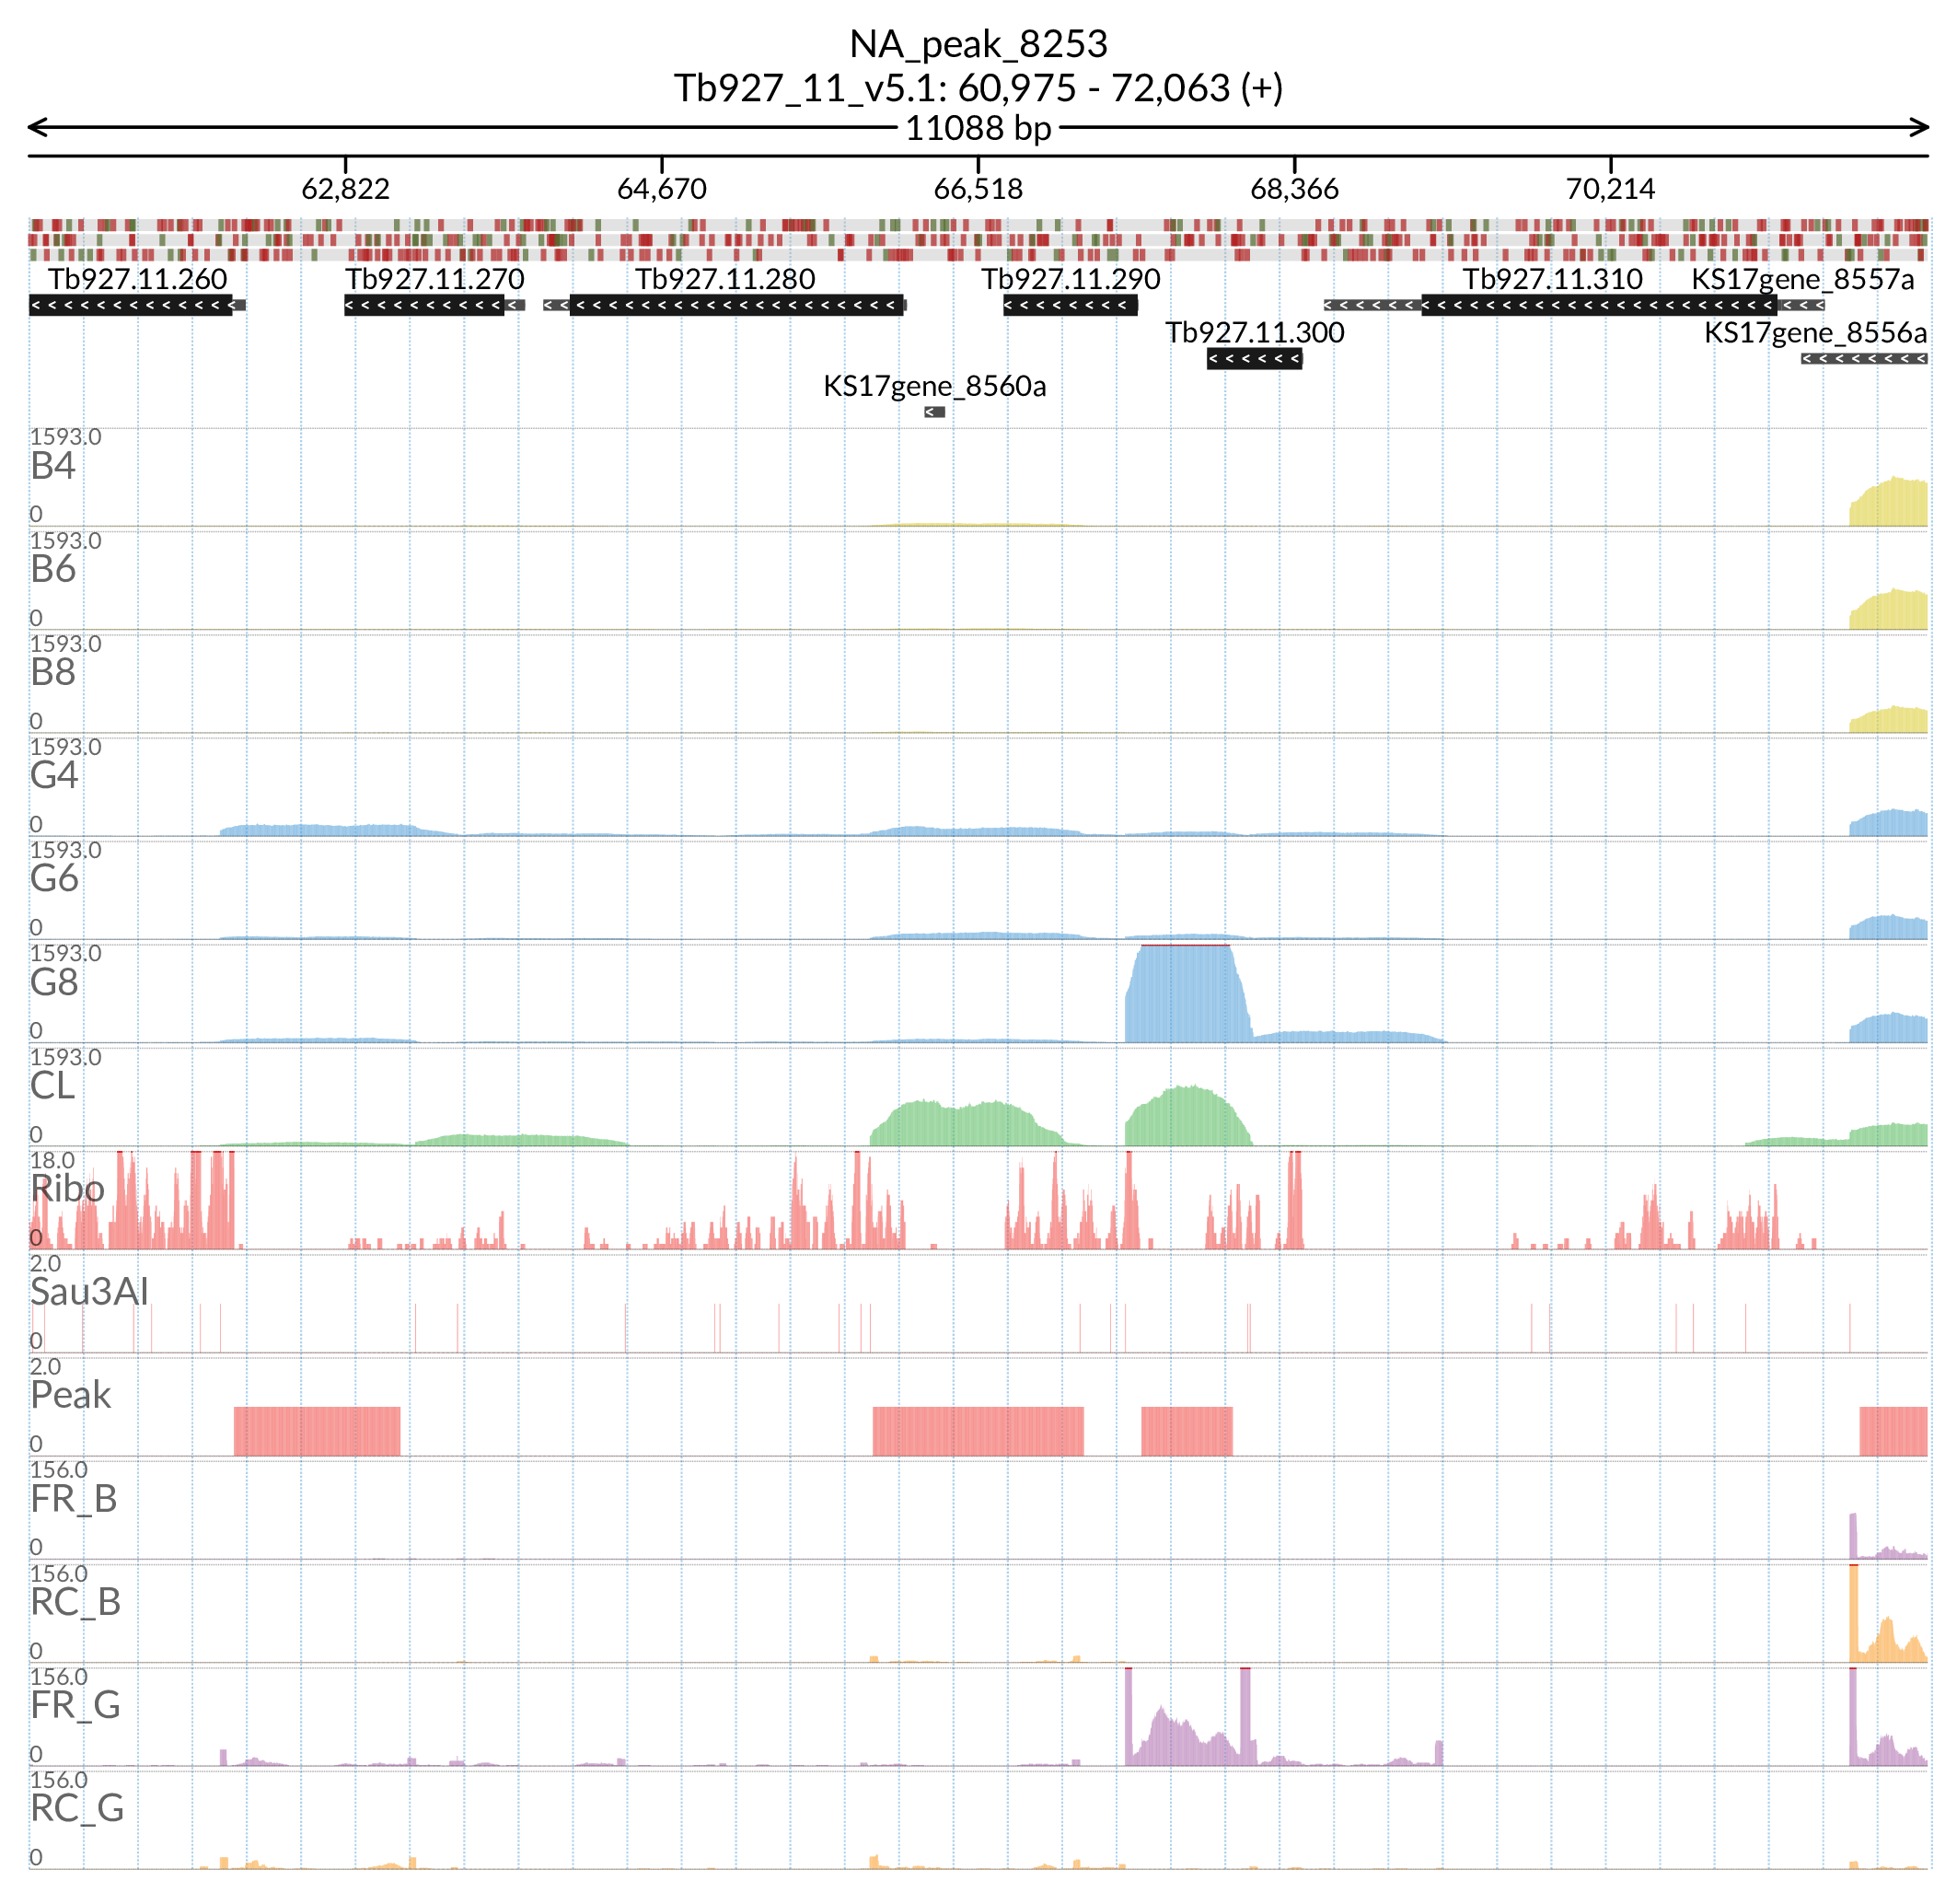 NA_peak_8253
Tb927_11_v5.1: 60,975 - 72,063 (+)
11088 bp
62,822 64,670 66,518 68,366 70,214
Tb927.11.260 Tb927.11.270 Tb927.11.280 Tb927.11.290 Tb927.11.310 KS17gene_8557a
Tb927.11.300 KS17gene_8556a
KS17gene_8560a
1593.0
B4
0
1593.0
B6
0
1593.0
B8
0
1593.0
G4
0
1593.0
G6
0
1593.0
G8
0
1593.0
CL
0
18.0
Ribo
0
2.0
Sau3AI
0
2.0
Peak
0
156.0
FR_B
0
156.0
RC_B
0
156.0
FR_G
0
156.0
RC_G
0